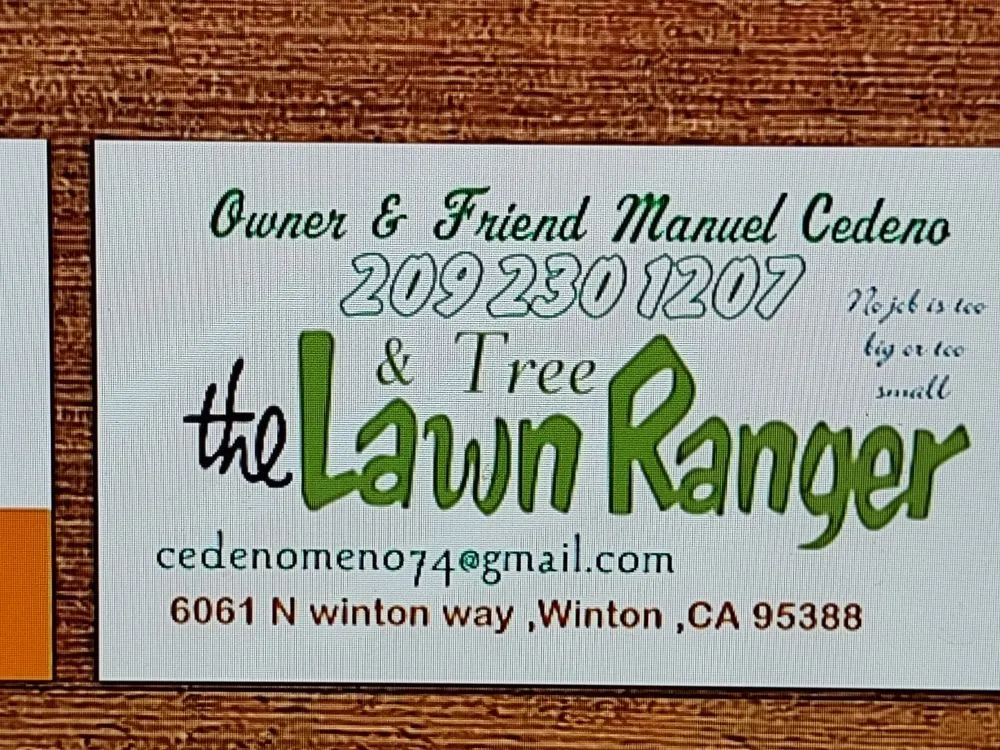 Owner & Friend Manuel Cedeno
209 230 1207
No job is too
big or too
small
& Tree
the Lawn Ranger
cedenomeno74@gmail.com
6061 N winton way ,Winton ,CA 95388